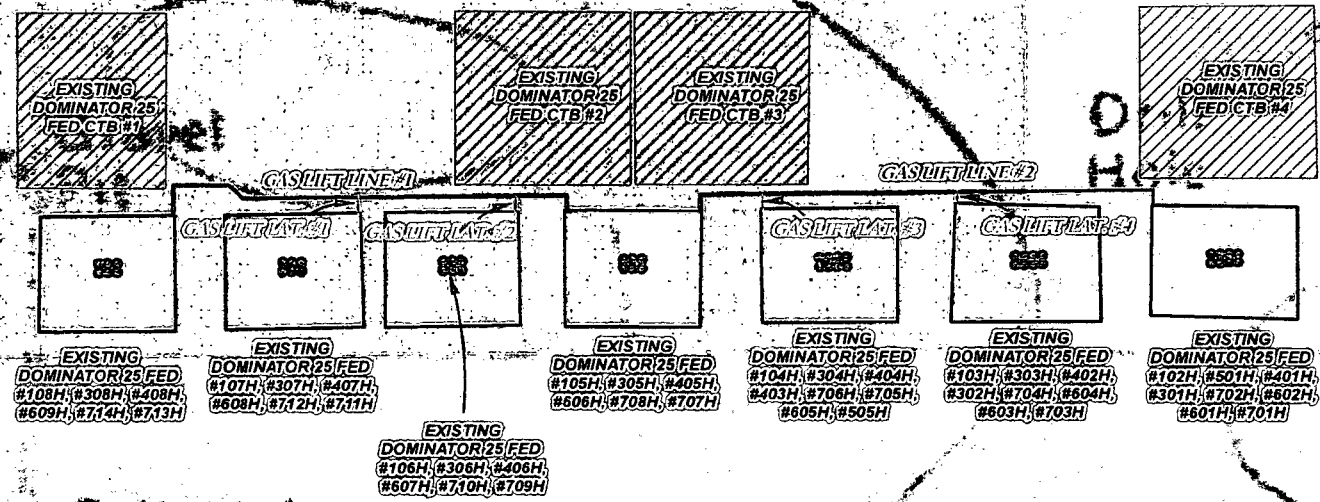 EXISTING
DOMINATOR 25
FED CTB #1
EXISTING
DOMINATOR 25
FED CTB #2
EXISTING
DOMINATOR 25
FED CTB #3
EXISTING
DOMINATOR 25
FED CTB #4
GAS LIFT LINE #1
GAS LIFT LINE #2
GAS LIFT LAT. #1
GAS LIFT LAT. #2
GAS LIFT LAT. #3
GAS LIFT LAT. #4
EXISTING
DOMINATOR 25 FED
#108H, #308H, #408H,
#609H, #714H, #713H
EXISTING
DOMINATOR 25 FED
#107H, #307H, #407H,
#608H, #712H, #711H
EXISTING
DOMINATOR 25 FED
#106H, #306H, #406H,
#607H, #710H, #709H
EXISTING
DOMINATOR 25 FED
#105H, #305H, #405H,
#606H, #708H, #707H
EXISTING
DOMINATOR 25 FED
#104H, #304H, #404H,
#403H, #706H, #705H,
#605H, #505H
EXISTING
DOMINATOR 25 FED
#103H, #303H, #402H,
#302H, #704H, #604H,
#603H, #703H
EXISTING
DOMINATOR 25 FED
#102H, #501H, #401H,
#301H, #702H, #602H,
#601H, #701H